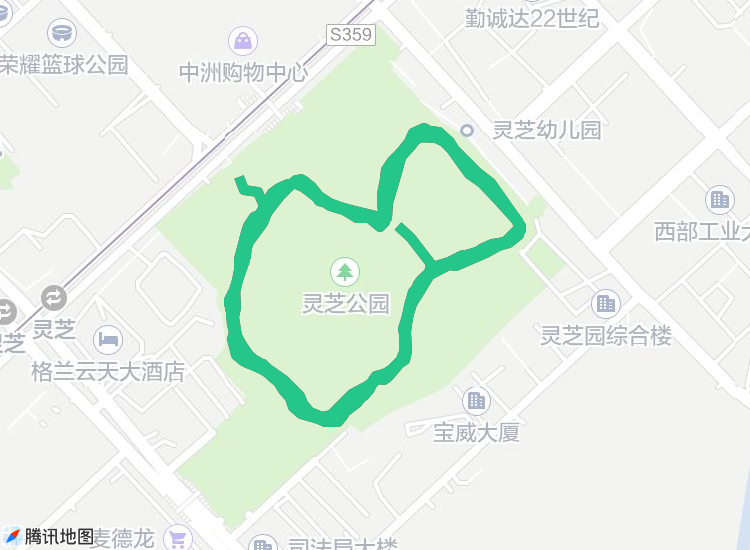 勤诚达22世纪
S359
荣耀篮球公园
中洲购物中心
灵芝幼儿园
西部工业大
灵芝公园
灵芝
灵芝园综合楼
格兰云天大酒店
宝威大厦
腾讯地图
麦德龙
司法局大楼